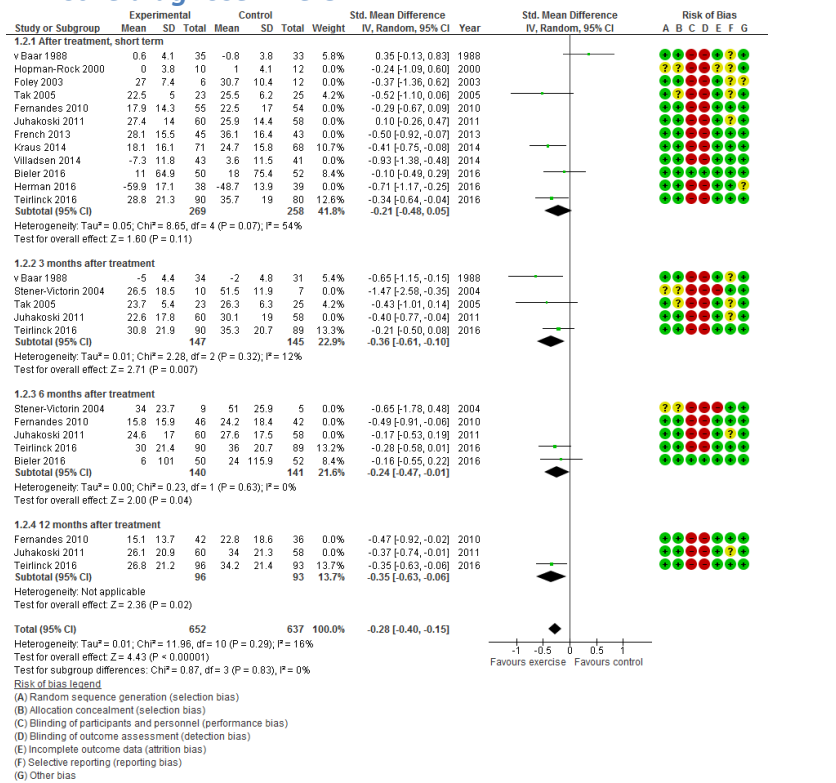 Experimental Control Std. Mean Difference Std. Mean Difference Risk of Bias
Study or Subgroup Mean SD Total Mean SD Total Weight IV, Random, 95% CI Year IV, Random, 95% CI A B C D E F G
1.2.1 After treatment, short term
v Baar 1988 0.6 4.1 35 -0.8 3.8 33 5.9% 0.35 [-0.13, 0.83] 1988
Hopman-Rock 2000 0 3.8 10 1 4.1 12 0.0% -0.24 [-1.09, 0.60] 2000
Foley 2003 27 7.4 6 30.7 10.4 12 0.0% -0.37 [-1.36, 0.62] 2003
Tak 2005 22.5 5 23 25.5 6.2 25 0.0% -0.52 [-1.10, 0.06] 2005
Fernandes 2010 17.9 14.3 55 22.5 17 54 0.0% -0.29 [-0.67, 0.09] 2010
Juhakoski 2011 27.4 14 60 25.9 14.4 58 0.0% 0.10 [-0.26, 0.47] 2011
French 2013 28.1 15.5 45 36.1 16.4 43 0.0% -0.50 [-0.92, -0.07] 2013
Kraus 2014 18.1 16.1 71 24.7 15.8 68 10.7% -0.41 [-0.75, -0.08] 2014
Villadsen 2014 -7.3 11.8 43 3.6 11.5 41 0.0% -0.93 [-1.38, -0.48] 2014
Bieler 2016 11 64.9 50 18 75.4 52 8.4% -0.10 [-0.49, 0.29] 2016
Herman 2016 -59.9 17.1 38 -48.7 13.9 39 0.0% -0.71 [-1.17, -0.25] 2016
Teirlinck 2016 28.8 21.3 90 35.7 19 80 12.7% -0.34 [-0.64, -0.04] 2016
Subtotal (95% CI) 269 258 41.8% -0.21 [-0.48, 0.05]
Heterogeneity: Tau² = 0.05; Chi² = 8.65, df = 4 (P = 0.07); I² = 54%
Test for overall effect: Z = 1.60 (P = 0.11)
1.2.2 3 months after treatment
v Baar 1988 -5 4.4 34 -2 4.8 31 5.4% -0.65 [-1.15, -0.15] 1988
Stener-Victorin 2004 26.5 18.5 10 51.5 11.9 7 0.0% -1.47 [-2.58, -0.35] 2004
Tak 2005 23.7 5.4 23 26.3 6.3 25 4.2% -0.43 [-1.01, 0.14] 2005
Juhakoski 2011 22.6 17.8 60 30.1 19 58 0.0% -0.40 [-0.77, -0.04] 2011
Teirlinck 2016 30.8 21.9 90 35.3 20.7 89 13.3% -0.21 [-0.50, 0.08] 2016
Subtotal (95% CI) 147 145 22.9% -0.36 [-0.61, -0.10]
Heterogeneity: Tau² = 0.01; Chi² = 2.28, df = 2 (P = 0.32); I² = 12%
Test for overall effect: Z = 2.71 (P = 0.007)
1.2.3 6 months after treatment
Stener-Victorin 2004 34 23.7 9 51 25.9 5 0.0% -0.65 [-1.78, 0.48] 2004
Fernandes 2010 15.8 15.9 46 24.2 18.4 42 0.0% -0.49 [-0.91, -0.06] 2010
Juhakoski 2011 24.6 17 60 27.6 17.5 58 0.0% -0.17 [-0.53, 0.19] 2011
Teirlinck 2016 30 21.4 90 36 20.7 89 13.2% -0.28 [-0.58, 0.01] 2016
Bieler 2016 6 101 50 24 115.9 52 8.4% -0.16 [-0.55, 0.22] 2016
Subtotal (95% CI) 140 141 21.6% -0.24 [-0.47, -0.01]
Heterogeneity: Tau² = 0.00; Chi² = 0.23, df = 1 (P = 0.63); I² = 0%
Test for overall effect: Z = 2.00 (P = 0.04)
1.2.4 12 months after treatment
Fernandes 2010 15.1 13.7 42 22.8 18.6 36 0.0% -0.47 [-0.92, -0.02] 2010
Juhakoski 2011 26.1 20.9 60 34 21.3 58 0.0% -0.37 [-0.74, -0.01] 2011
Teirlinck 2016 26.8 21.2 96 34.2 21.4 93 13.7% -0.35 [-0.63, -0.06] 2016
Subtotal (95% CI) 96 93 13.7% -0.35 [-0.63, -0.06]
Heterogeneity: Not applicable
Test for overall effect: Z = 2.36 (P = 0.02)
Total (95% CI) 652 637 100.0% -0.28 [-0.40, -0.15]
Heterogeneity: Tau² = 0.01; Chi² = 11.96, df = 10 (P = 0.29); I² = 16%
Test for overall effect: Z = 4.43 (P < 0.00001)
Test for subgroup differences: Chi² = 0.87, df = 3 (P = 0.83), I² = 0%
-1 -0.5 0 0.5 1
Favours exercise Favours control
Risk of bias legend
(A) Random sequence generation (selection bias)
(B) Allocation concealment (selection bias)
(C) Blinding of participants and personnel (performance bias)
(D) Blinding of outcome assessment (detection bias)
(E) Incomplete outcome data (attrition bias)
(F) Selective reporting (reporting bias)
(G) Other bias